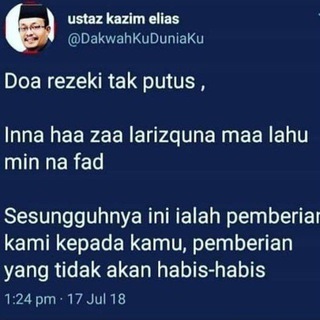 ustaz kazim elias
@DakwahKuDuniaKu
Doa rezeki tak putus ,
Inna haa zaa larizquna maa lahu
min na fad
Sesungguhnya ini ialah pemberian
kami kepada kamu, pemberian
yang tidak akan habis-habis
1:24 pm · 17 Jul 18